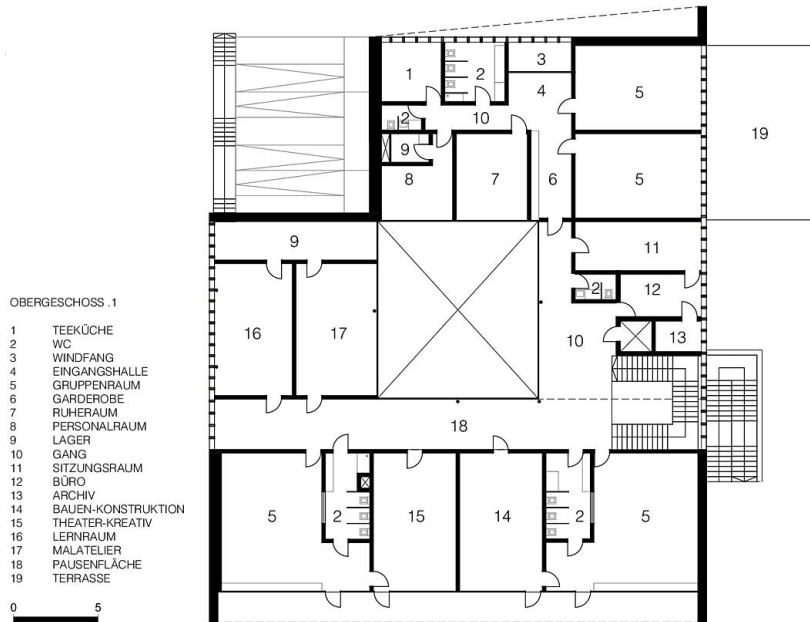 3
1
2
4
5
10
2
19
9
5
8
7
6
9
11
2
12
16
17
10
13
18
5
2
15
14
2
5
OBERGESCHOSS .1
1 TEEKÜCHE
2 WC
3 WINDFANG
4 EINGANGSHALLE
5 GRUPPENRAUM
6 GARDEROBE
7 RUHERAUM
8 PERSONALRAUM
9 LAGER
10 GANG
11 SITZUNGSRAUM
12 BÜRO
13 ARCHIV
14 BAUEN-KONSTRUKTION
15 THEATER-KREATIV
16 LERNRAUM
17 MALATELIER
18 PAUSENFLÄCHE
19 TERRASSE
0 5